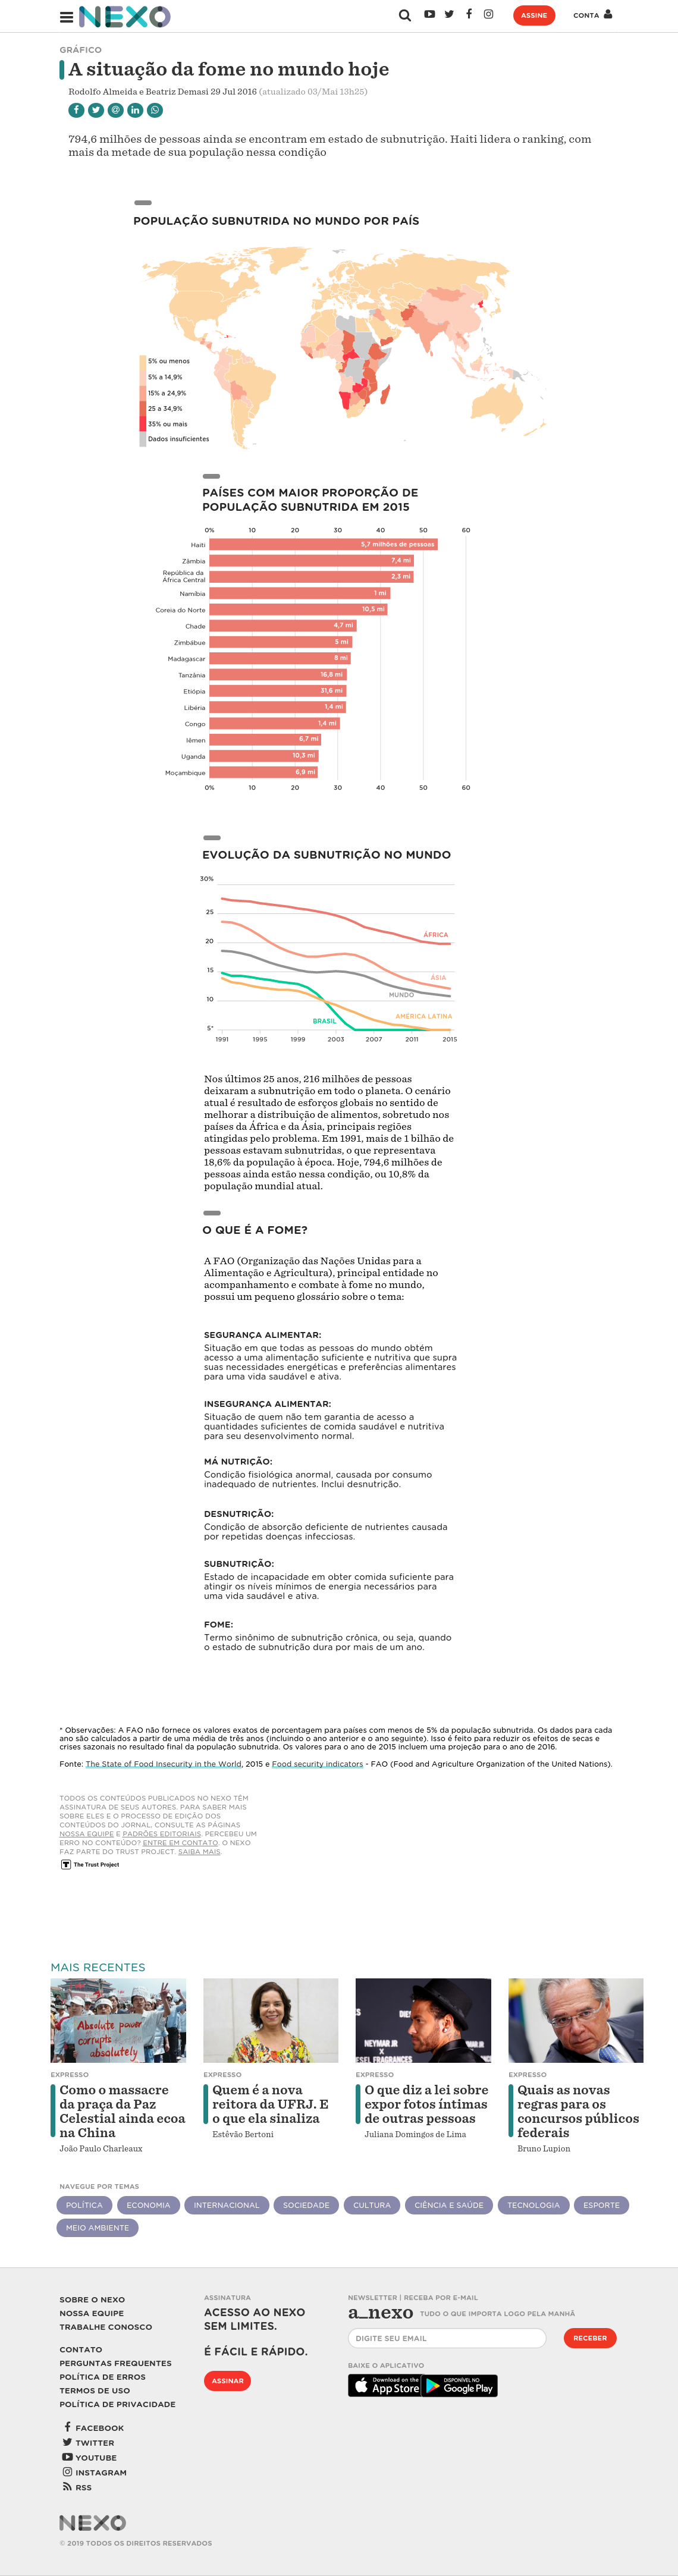 NEXO
ASSINE
CONTA
GRÁFICO
A situação da fome no mundo hoje
Rodolfo Almeida e Beatriz Demasi 29 Jul 2016 (atualizado 03/Mai 13h25)
794,6 milhões de pessoas ainda se encontram em estado de subnutrição. Haiti lidera o ranking, com
mais da metade de sua população nessa condição
POPULAÇÃO SUBNUTRIDA NO MUNDO POR PAÍS
5% ou menos
5% a 14,9%
15% a 24,9%
25 a 34,9%
35% ou mais
Dados insuficientes
PAÍSES COM MAIOR PROPORÇÃO DE
POPULAÇÃO SUBNUTRIDA EM 2015
0% 10 20 30 40 50 60
Haiti 5,7 milhões de pessoas
Zâmbia 7,4 mi
República da
África Central 2,3 mi
Namíbia 1 mi
Coreia do Norte 10,5 mi
Chade 4,7 mi
Zimbábue 5 mi
Madagascar 8 mi
Tanzânia 16,8 mi
Etiópia 31,6 mi
Libéria 1,4 mi
Congo 1,4 mi
Iêmen 6,7 mi
Uganda 10,3 mi
Moçambique 6,9 mi
0% 10 20 30 40 50 60
EVOLUÇÃO DA SUBNUTRIÇÃO NO MUNDO
30%
25
ÁFRICA
20
15
ÁSIA
MUNDO
10
AMÉRICA LATINA
BRASIL
5*
1991 1995 1999 2003 2007 2011 2015
Nos últimos 25 anos, 216 milhões de pessoas
deixaram a subnutrição em todo o planeta. O cenário
atual é resultado de esforços globais no sentido de
melhorar a distribuição de alimentos, sobretudo nos
países da África e da Ásia, principais regiões
atingidas pelo problema. Em 1991, mais de 1 bilhão de
pessoas estavam subnutridas, o que representava
18,6% da população à época. Hoje, 794,6 milhões de
pessoas ainda estão nessa condição, ou 10,8% da
população mundial atual.
O QUE É A FOME?
A FAO (Organização das Nações Unidas para a
Alimentação e Agricultura), principal entidade no
acompanhamento e combate à fome no mundo,
possui um pequeno glossário sobre o tema:
SEGURANÇA ALIMENTAR:
Situação em que todas as pessoas do mundo obtém
acesso a uma alimentação suficiente e nutritiva que supra
suas necessidades energéticas e preferências alimentares
para uma vida saudável e ativa.
INSEGURANÇA ALIMENTAR:
Situação de quem não tem garantia de acesso a
quantidades suficientes de comida saudável e nutritiva
para seu desenvolvimento normal.
MÁ NUTRIÇÃO:
Condição fisiológica anormal, causada por consumo
inadequado de nutrientes. Inclui desnutrição.
DESNUTRIÇÃO:
Condição de absorção deficiente de nutrientes causada
por repetidas doenças infecciosas.
SUBNUTRIÇÃO:
Estado de incapacidade em obter comida suficiente para
atingir os níveis mínimos de energia necessários para
uma vida saudável e ativa.
FOME:
Termo sinônimo de subnutrição crônica, ou seja, quando
o estado de subnutrição dura por mais de um ano.
* Observações: A FAO não fornece os valores exatos de porcentagem para países com menos de 5% da população subnutrida. Os dados para cada
ano são calculados a partir de uma média de três anos (incluindo o ano anterior e o ano seguinte). Isso é feito para reduzir os efeitos de secas e
crises sazonais no resultado final da população subnutrida. Os valores para o ano de 2015 incluem uma projeção para o ano de 2016.
Fonte: The State of Food Insecurity in the World, 2015 e Food security indicators - FAO (Food and Agriculture Organization of the United Nations).
TODOS OS CONTEÚDOS PUBLICADOS NO NEXO TÊM
ASSINATURA DE SEUS AUTORES. PARA SABER MAIS
SOBRE ELES E O PROCESSO DE EDIÇÃO DOS
CONTEÚDOS DO JORNAL, CONSULTE AS PÁGINAS
NOSSA EQUIPE E PADRÕES EDITORIAIS. PERCEBEU UM
ERRO NO CONTEÚDO? ENTRE EM CONTATO. O NEXO
FAZ PARTE DO TRUST PROJECT. SAIBA MAIS.
The Trust Project
MAIS RECENTES
Absolute power
corrupts
absolutely
NEYMAR JR
FRAGRANCES
EXPRESSO
Como o massacre
da praça da Paz
Celestial ainda ecoa
na China
João Paulo Charleaux
EXPRESSO
Quem é a nova
reitora da UFRJ. E
o que ela sinaliza
Estêvão Bertoni
EXPRESSO
O que diz a lei sobre
expor fotos íntimas
de outras pessoas
Juliana Domingos de Lima
EXPRESSO
Quais as novas
regras para os
concursos públicos
federais
Bruno Lupion
NAVEGUE POR TEMAS
POLÍTICA ECONOMIA INTERNACIONAL SOCIEDADE CULTURA CIÊNCIA E SAÚDE TECNOLOGIA ESPORTE
MEIO AMBIENTE
SOBRE O NEXO
NOSSA EQUIPE
TRABALHE CONOSCO
CONTATO
PERGUNTAS FREQUENTES
POLÍTICA DE ERROS
TERMOS DE USO
POLÍTICA DE PRIVACIDADE
FACEBOOK
TWITTER
YOUTUBE
INSTAGRAM
RSS
ASSINATURA
ACESSO AO NEXO
SEM LIMITES.
É FÁCIL E RÁPIDO.
ASSINAR
NEWSLETTER | RECEBA POR E-MAIL
a_nexo TUDO O QUE IMPORTA LOGO PELA MANHÃ
DIGITE SEU EMAIL
RECEBER
BAIXE O APLICATIVO
Download on the
App Store
DISPONÍVEL NO
Google Play
NEXO
© 2019 TODOS OS DIREITOS RESERVADOS